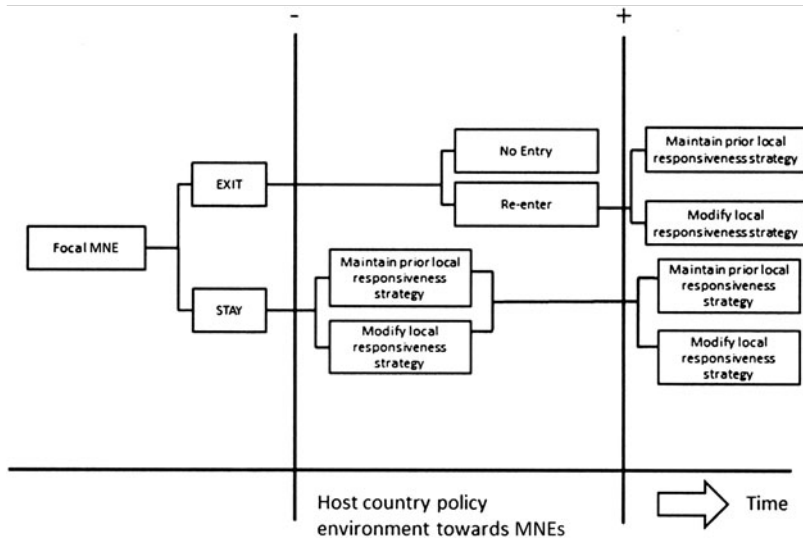 -
+
No Entry
Maintain prior local
responsiveness strategy
EXIT
Re-enter
Modify local
responsiveness strategy
Focal MNE
STAY
Maintain prior local
responsiveness
strategy
Modify local
responsiveness
strategy
Maintain prior local
responsiveness
strategy
Modify local
responsiveness
strategy
Host country policy
environment towards MNEs
Time